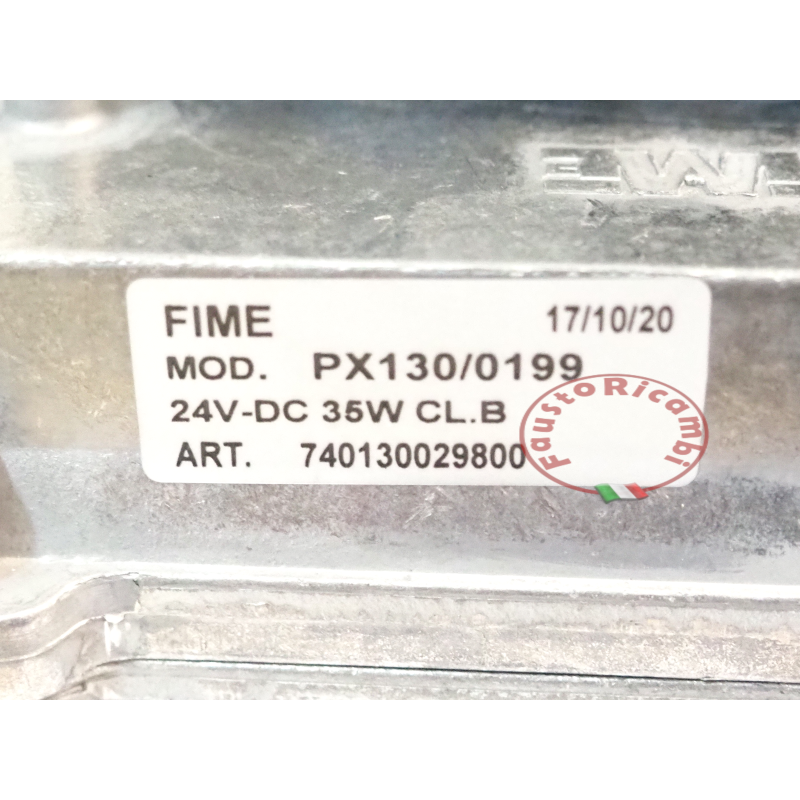 FIME 17/10/20
MOD. PX130/0199
24V-DC 35W CL.B
ART. 740130029800
FaustoRicambi